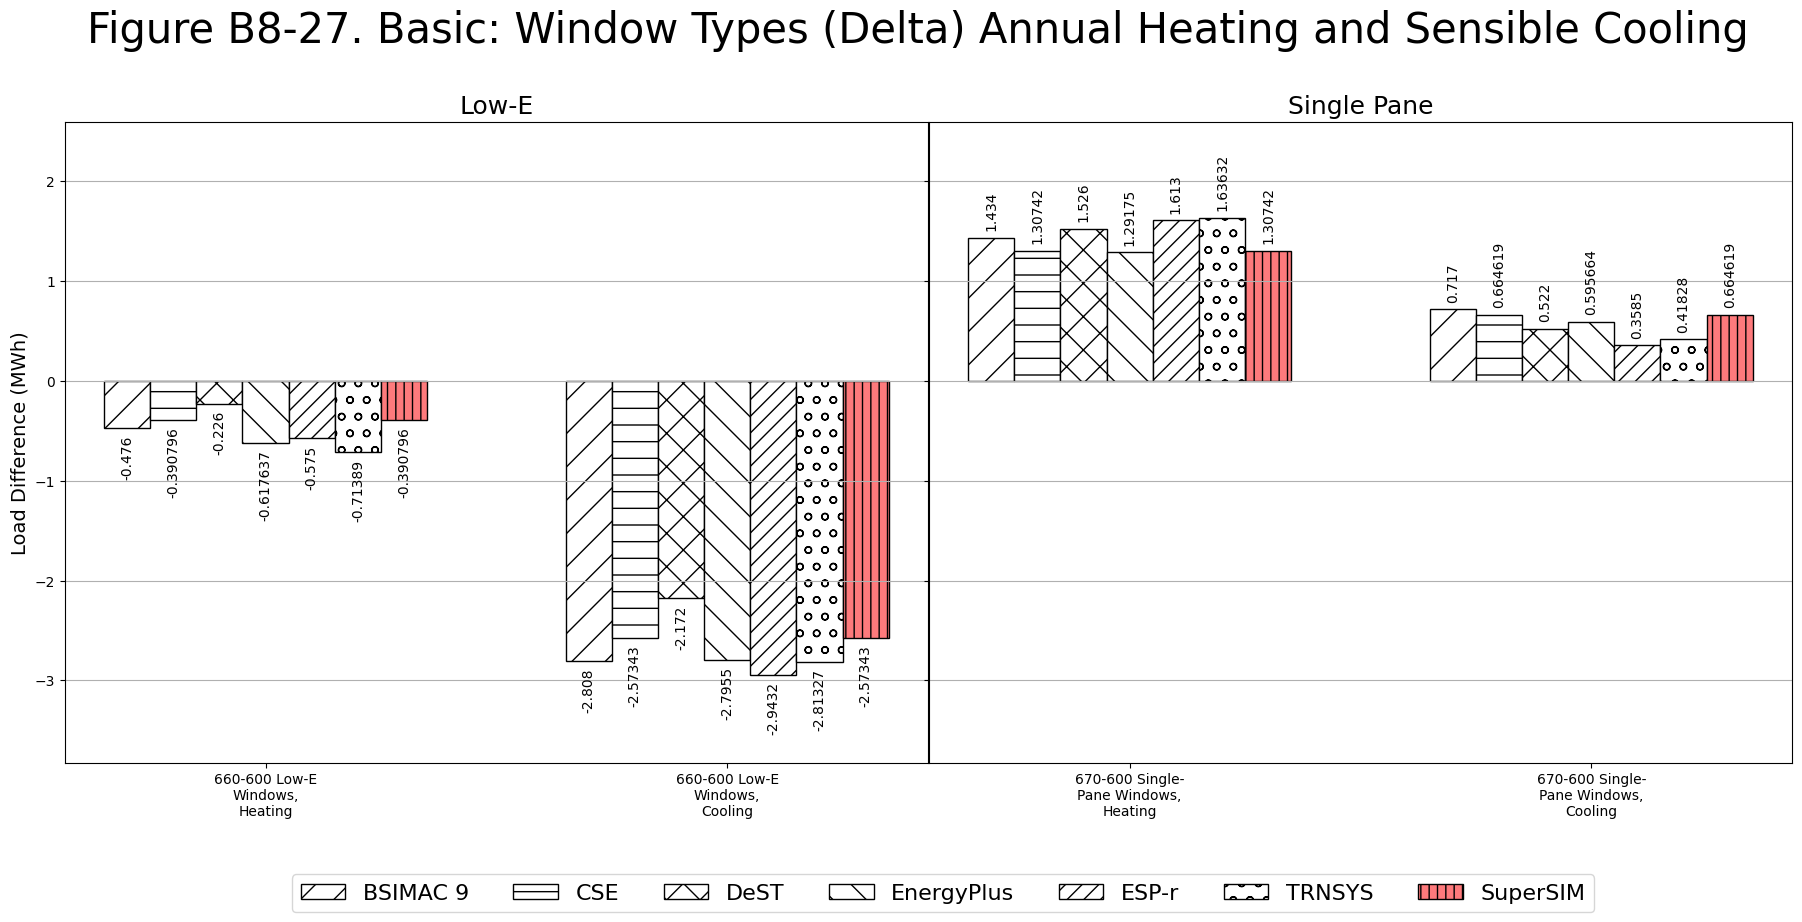 Figure B8-27. Basic: Window Types (Delta) Annual Heating and Sensible Cooling
Low-E
Single Pane
Load Difference (MWh)
2
1
0
−1
−2
−3
-0.476
-0.390796
-0.226
-0.617637
-0.575
-0.71389
-0.390796
-2.808
-2.57343
-2.172
-2.7955
-2.9432
-2.81327
-2.57343
1.434
1.30742
1.526
1.29175
1.613
1.63632
1.30742
0.717
0.664619
0.522
0.595664
0.3585
0.41828
0.664619
660-600 Low-E
Windows,
Heating
660-600 Low-E
Windows,
Cooling
670-600 Single-
Pane Windows,
Heating
670-600 Single-
Pane Windows,
Cooling
BSIMAC 9
CSE
DeST
EnergyPlus
ESP-r
TRNSYS
SuperSIM